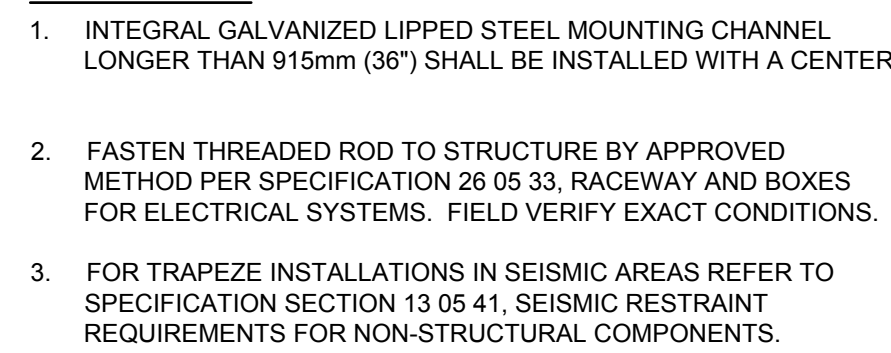 1. INTEGRAL GALVANIZED LIPPED STEEL MOUNTING CHANNEL
LONGER THAN 915mm (36") SHALL BE INSTALLED WITH A CENTER
2. FASTEN THREADED ROD TO STRUCTURE BY APPROVED
METHOD PER SPECIFICATION 26 05 33, RACEWAY AND BOXES
FOR ELECTRICAL SYSTEMS. FIELD VERIFY EXACT CONDITIONS.
3. FOR TRAPEZE INSTALLATIONS IN SEISMIC AREAS REFER TO
SPECIFICATION SECTION 13 05 41, SEISMIC RESTRAINT
REQUIREMENTS FOR NON-STRUCTURAL COMPONENTS.